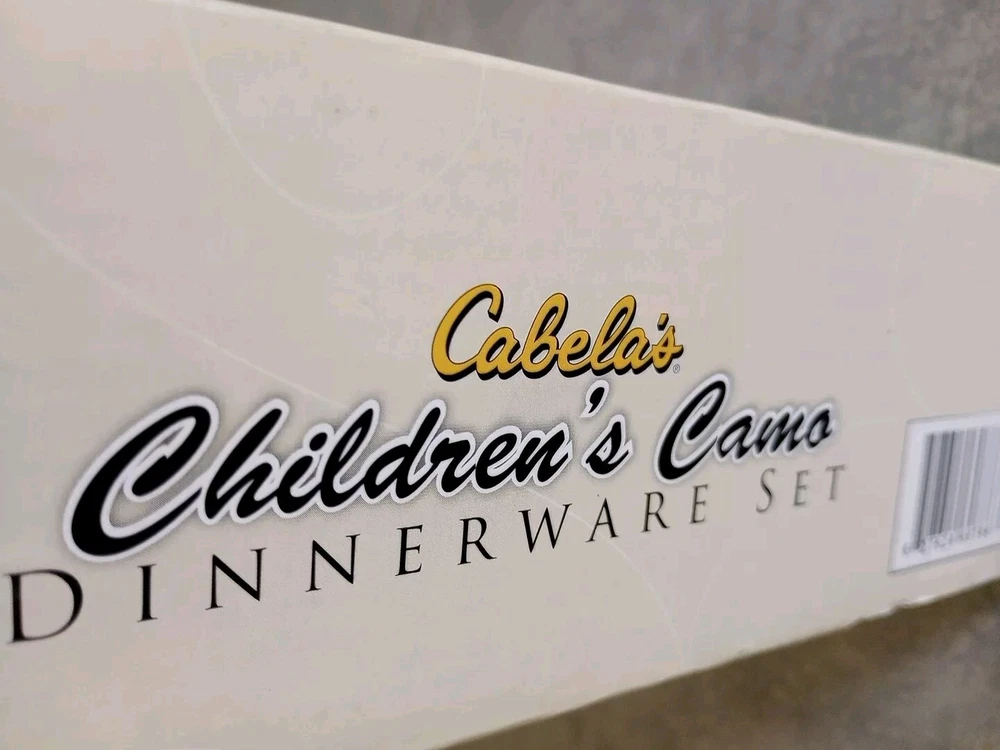 Cabela's®
Children's Camo
DINNERWARE SET